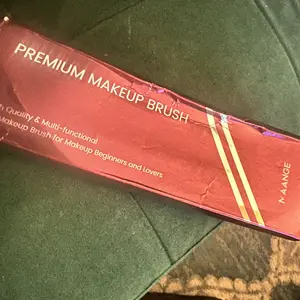 PREMIUM MAKEUP BRUSH
Quality & Multi-functional
Makeup Brush for Makeup Beginners and Lovers
MAANGE